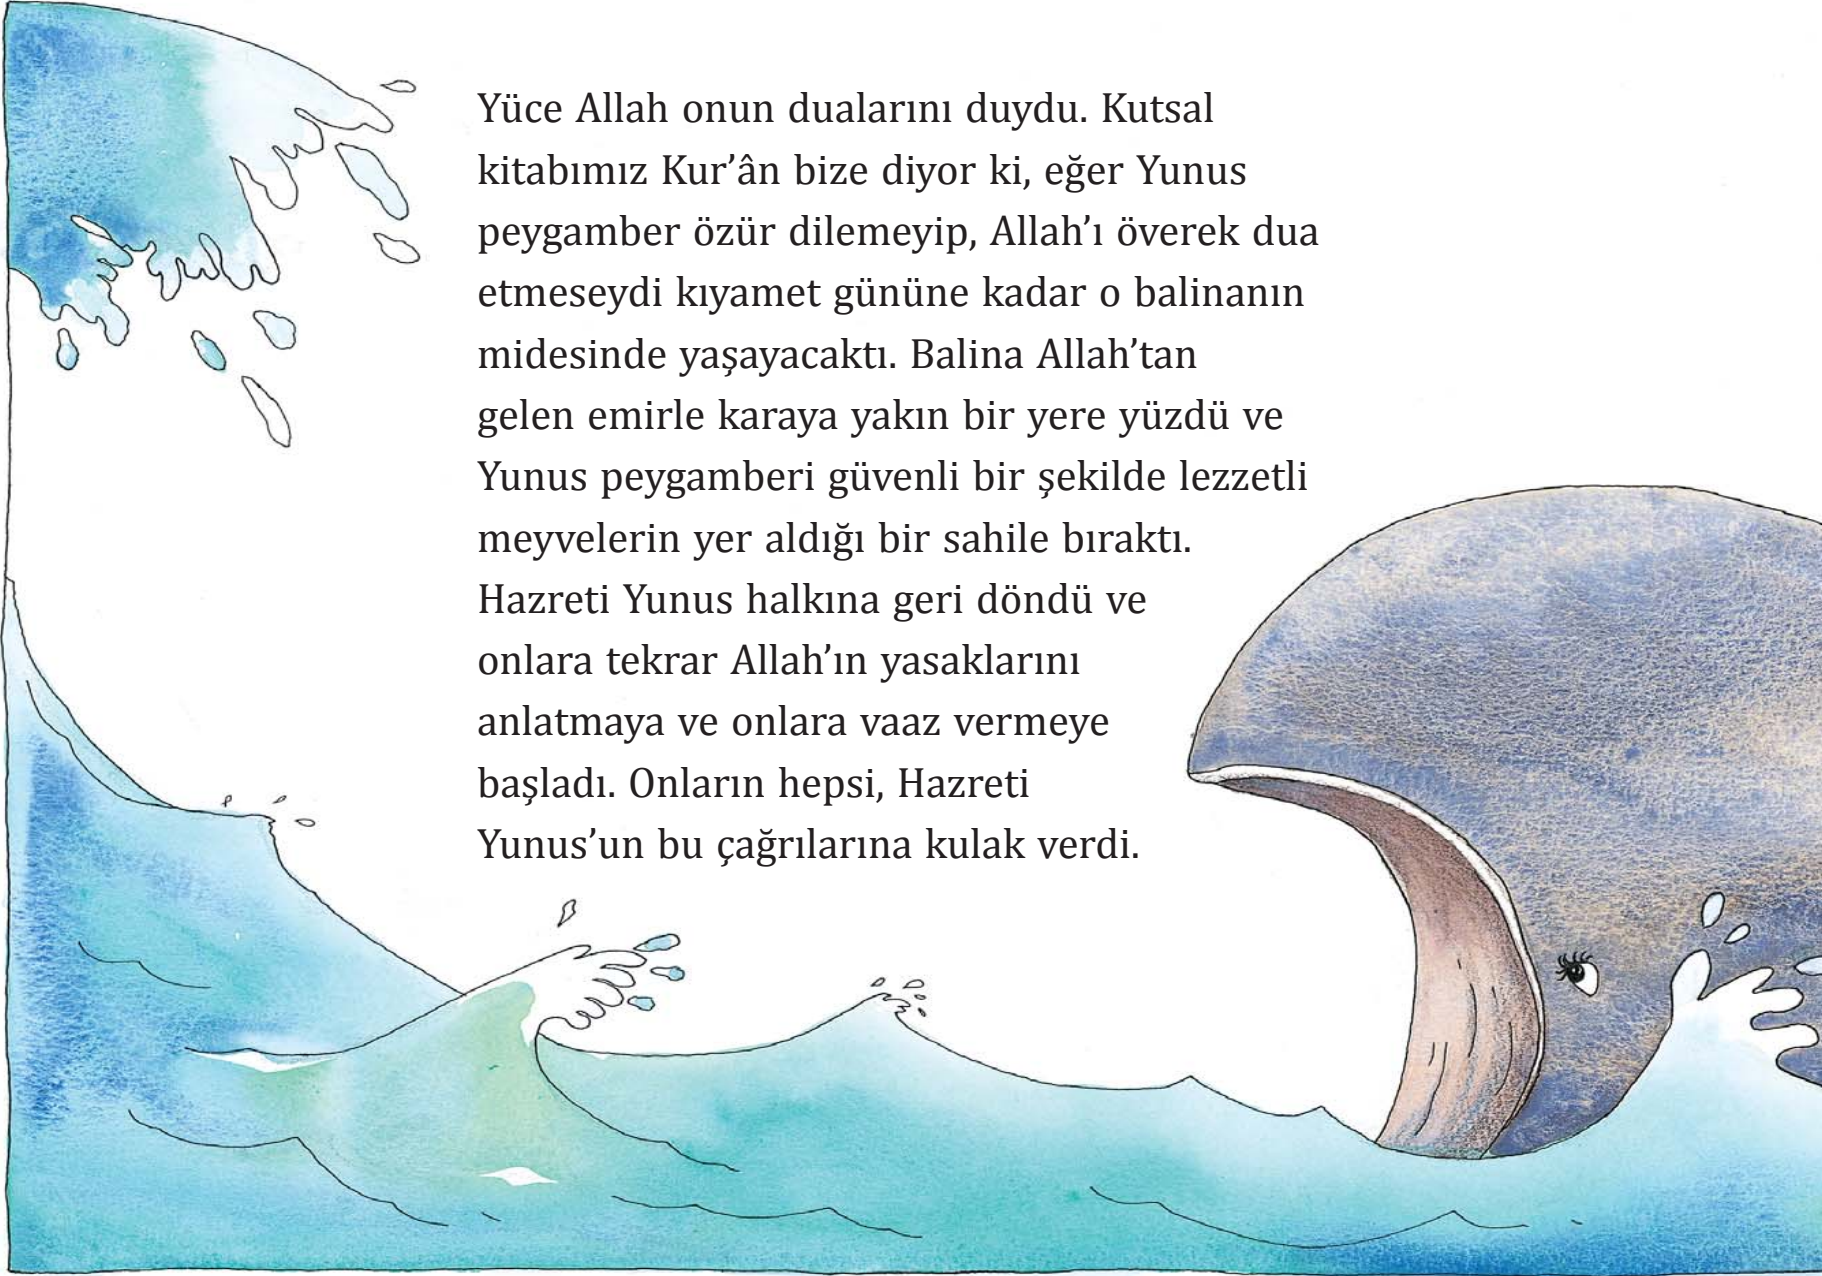 Yüce Allah onun dualarını duydu. Kutsal
kitabımız Kur’ân bize diyor ki, eğer Yunus
peygamber özür dilemeyip, Allah’ı överek dua
etmeseydi kıyamet gününe kadar o balinanın
midesinde yaşayacaktı. Balina Allah’tan
gelen emirle karaya yakın bir yere yüzdü ve
Yunus peygamberi güvenli bir şekilde lezzetli
meyvelerin yer aldığı bir sahile bıraktı.
Hazreti Yunus halkına geri döndü ve
onlara tekrar Allah’ın yasaklarını
anlatmaya ve onlara vaaz vermeye
başladı. Onların hepsi, Hazreti
Yunus’un bu çağrılarına kulak verdi.